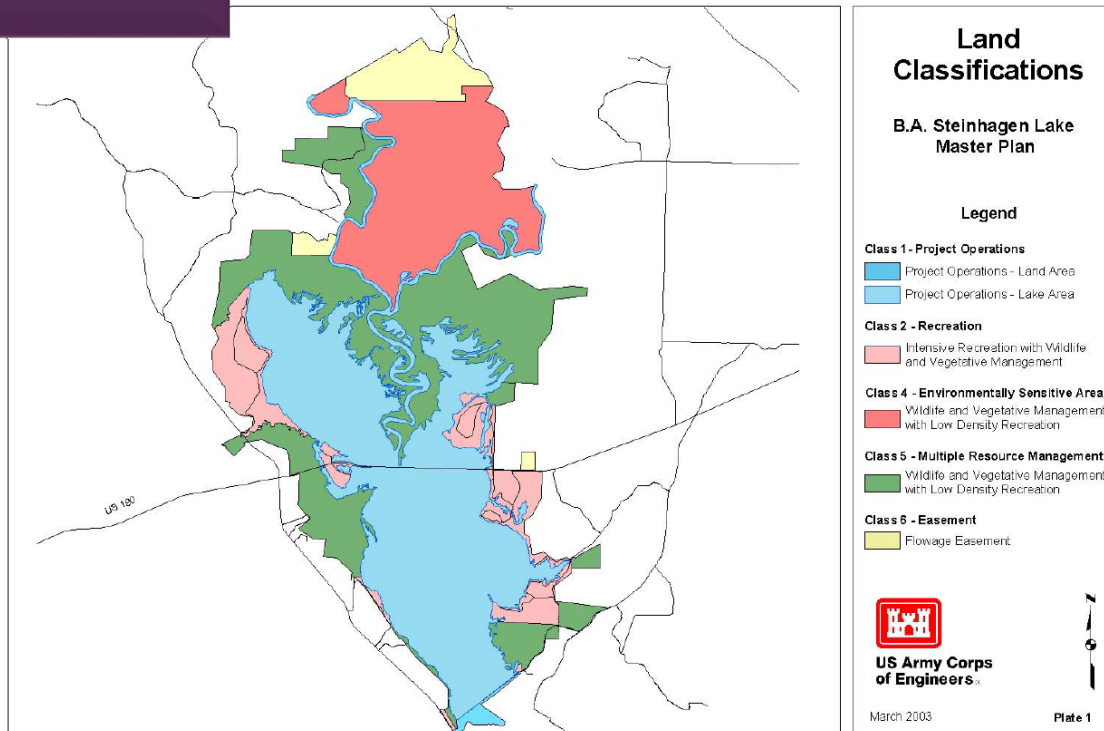 Land
Classifications
B.A. Steinhagen Lake
Master Plan
Legend
Class 1 - Project Operations
Project Operations - Land Area
Project Operations - Lake Area
Class 2 - Recreation
Intensive Recreation with Wildlife
and Vegetative Management
Class 4 - Environmentally Sensitive Area
Wildlife and Vegetative Management
with Low Density Recreation
Class 5 - Multiple Resource Management
Wildlife and Vegetative Management
with Low Density Recreation
Class 6 - Easement
Flowage Easement
US 190
N
US Army Corps
of Engineers
March 2003
Plate 1